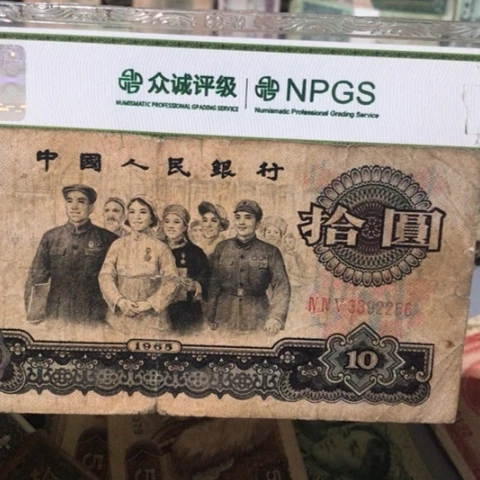 众诚评级 NPGS
NUMISMATIC PROFESSIONAL GRADING SERVICE Numismatic Professional Grading Service
中國人民銀行
拾圓
1965
10